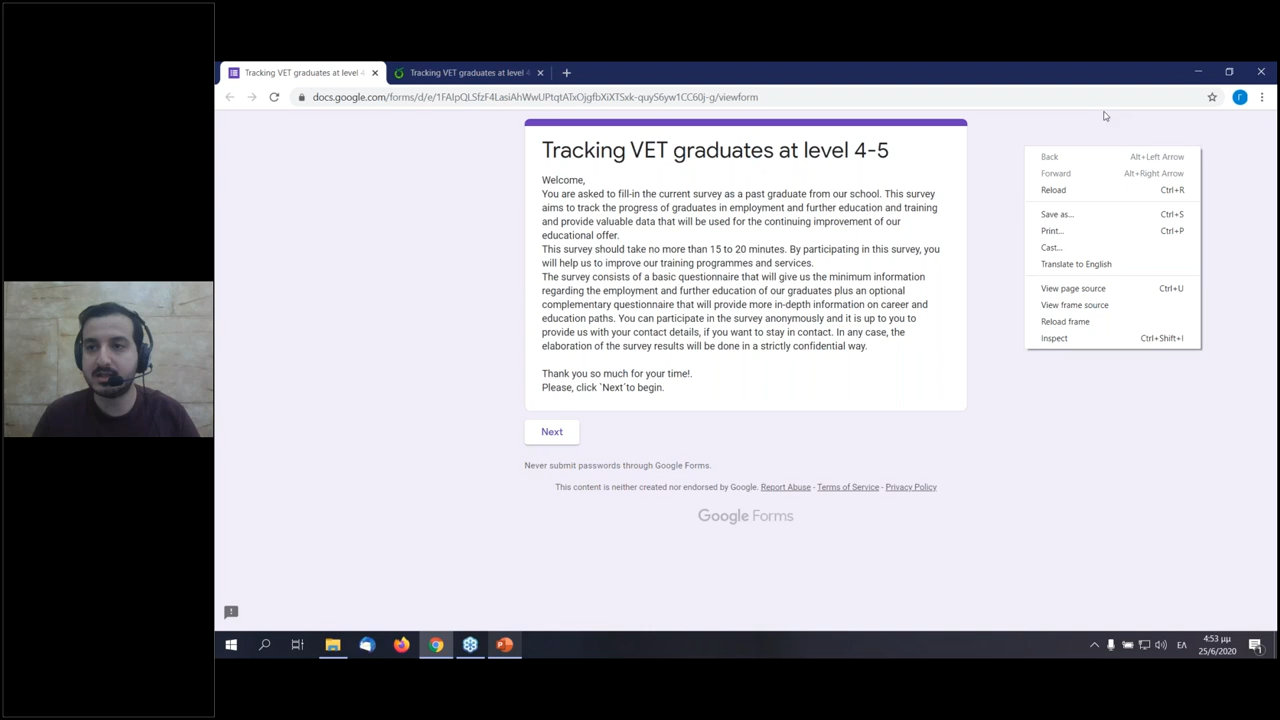 Tracking VET graduates at level 4-
Tracking VET graduates at level 4
docs.google.com/forms/d/e/1FAIpQLSfzF4LasiAhWwUPtqtATxOjgfbXiXTSxk-quyS6yw1CC60j-g/viewform
Г
Tracking VET graduates at level 4-5
Welcome,
You are asked to fill-in the current survey as a past graduate from our school. This survey
aims to track the progress of graduates in employment and further education and training
and provide valuable data that will be used for the continuing improvement of our
educational offer.
This survey should take no more than 15 to 20 minutes. By participating in this survey, you
will help us to improve our training programmes and services.
The survey consists of a basic questionnaire that will give us the minimum information
regarding the employment and further education of our graduates plus an optional
complementary questionnaire that will provide more in-depth information on career and
education paths. You can participate in the survey anonymously and it is up to you to
provide us with your contact details, if you want to stay in contact. In any case, the
elaboration of the survey results will be done in a strictly confidential way.
Thank you so much for your time!.
Please, click `Next´to begin.
Next
Never submit passwords through Google Forms.
This content is neither created nor endorsed by Google. Report Abuse - Terms of Service - Privacy Policy
Google Forms
Back Alt+Left Arrow
Forward Alt+Right Arrow
Reload Ctrl+R
Save as... Ctrl+S
Print... Ctrl+P
Cast...
Translate to English
View page source Ctrl+U
View frame source
Reload frame
Inspect Ctrl+Shift+I
ΕΛ
4:53 μμ
25/6/2020
1